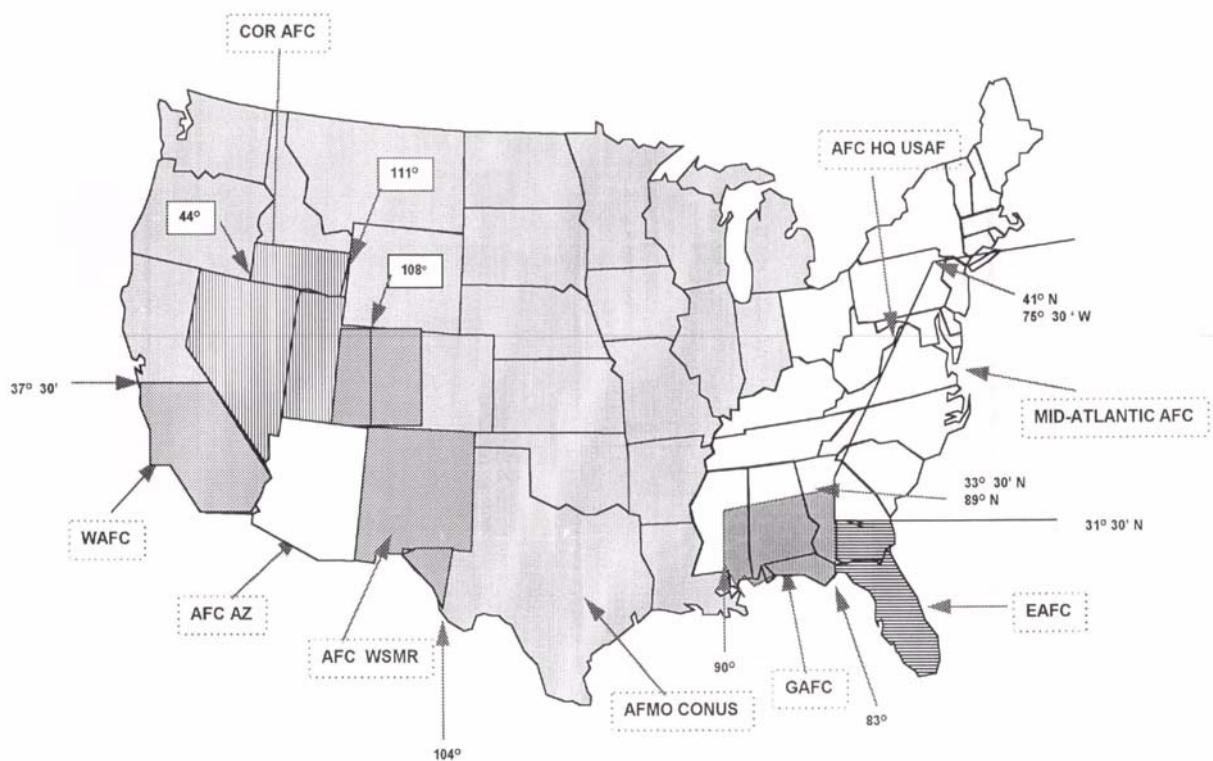 COR AFC
AFC HQ USAF
111°
44°
108°
41° N
75° 30 ' W
37° 30'
MID-ATLANTIC AFC
33° 30' N
89° N
31° 30' N
WAFC
AFC AZ
EAFC
AFC WSMR
90°
GAFC
AFMO CONUS
83°
104°